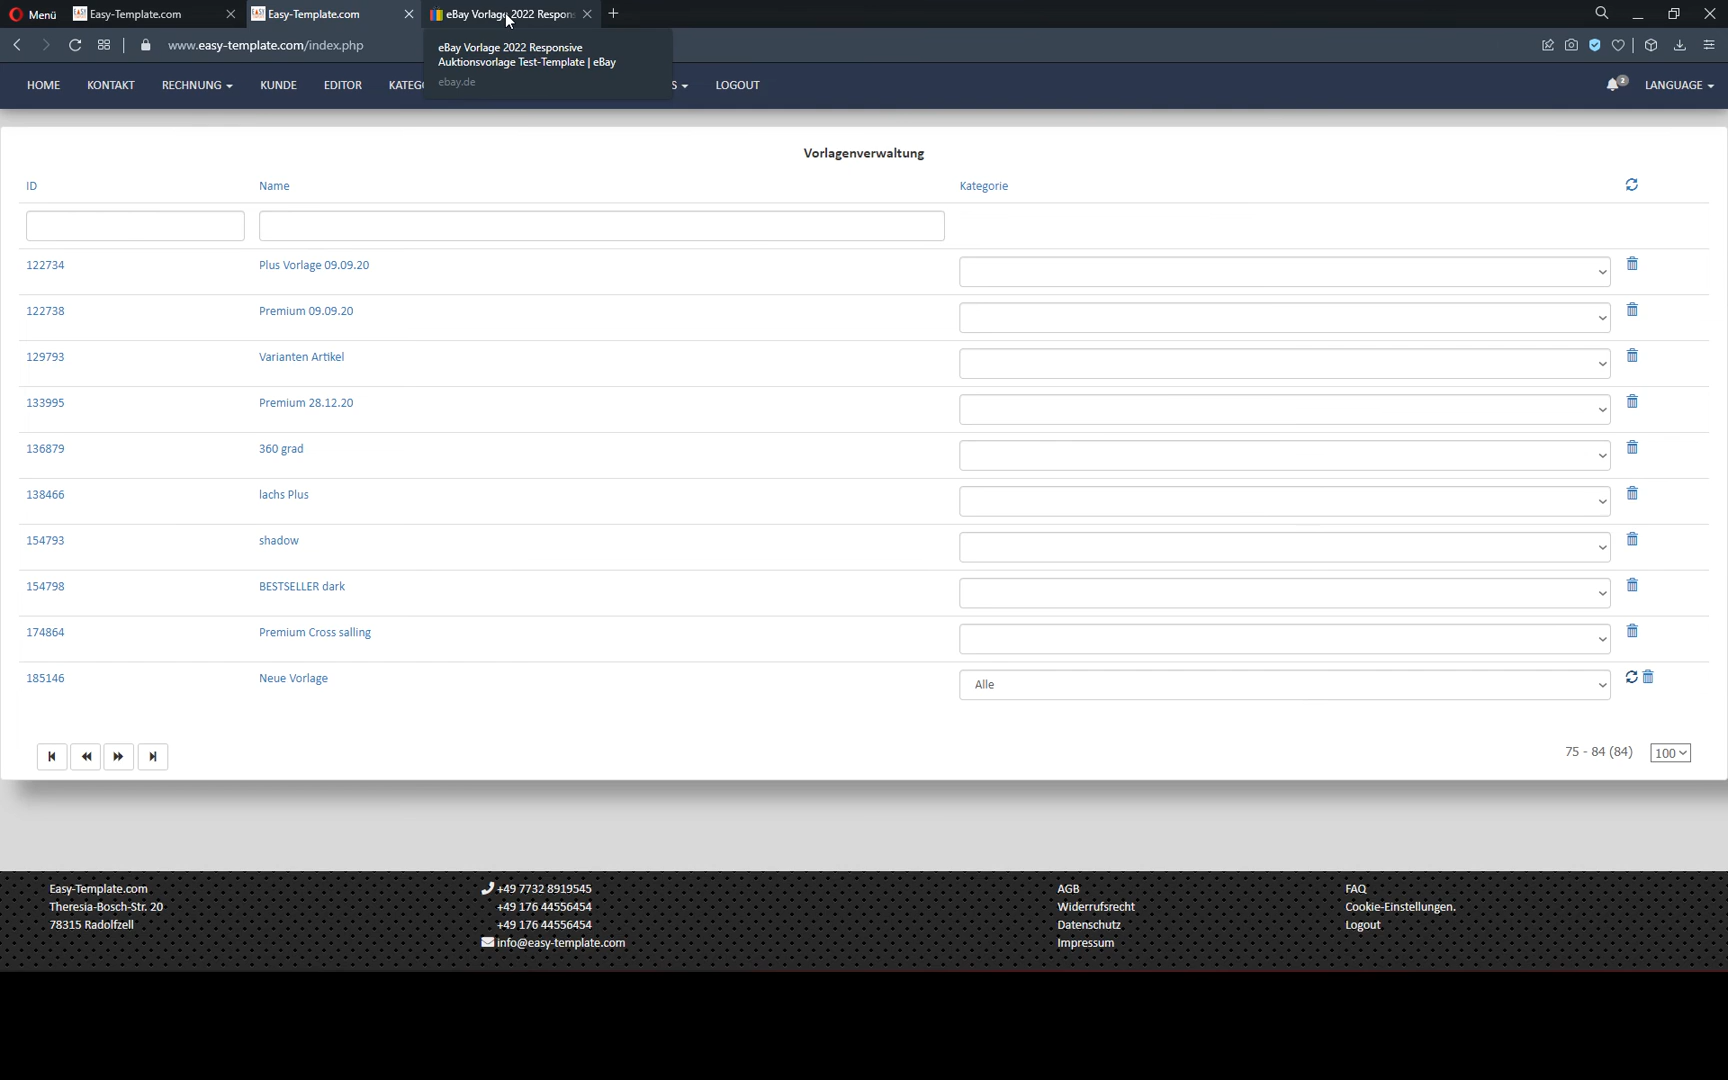 Menü Easy-Template.com Easy-Template.com eBay Vorlage 2022 Respon
www.easy-template.com/index.php
eBay Vorlage 2022 Responsive
Auktionsvorlage Test-Template | eBay
ebay.de
HOME KONTAKT RECHNUNG KUNDE EDITOR KATEG S LOGOUT 2 LANGUAGE
Vorlagenverwaltung
ID Name Kategorie
122734 Plus Vorlage 09.09.20
122738 Premium 09.09.20
129793 Varianten Artikel
133995 Premium 28.12.20
136879 360 grad
138466 lachs Plus
154793 shadow
154798 BESTSELLER dark
174864 Premium Cross salling
185146 Neue Vorlage Alle
75 - 84 (84) 100
Easy-Template.com +49 7732 8919545 AGB FAQ
Theresia-Bosch-Str. 20 +49 176 44556454 Widerrufsrecht Cookie-Einstellungen.
78315 Radolfzell +49 176 44556454 Datenschutz Logout
info@easy-template.com Impressum